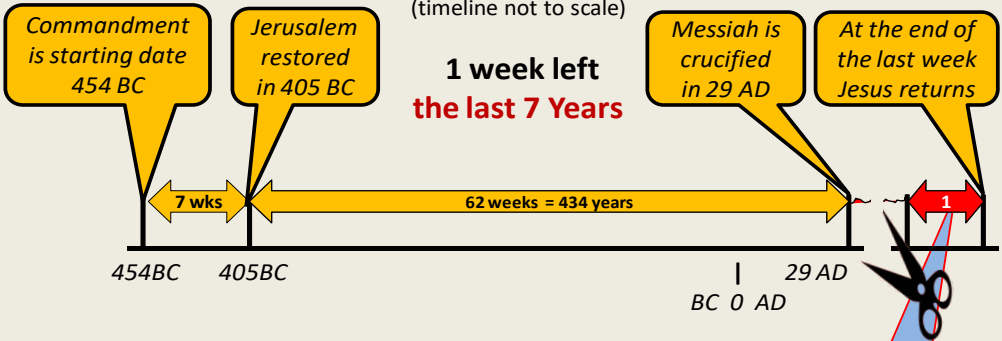 (timeline not to scale)
Commandment
is starting date
454 BC
Jerusalem
restored
in 405 BC
1 week left
the last 7 Years
Messiah is
crucified
in 29 AD
At the end of
the last week
Jesus returns
7 wks
62 weeks = 434 years
1
454BC
405BC
29 AD
BC 0 AD